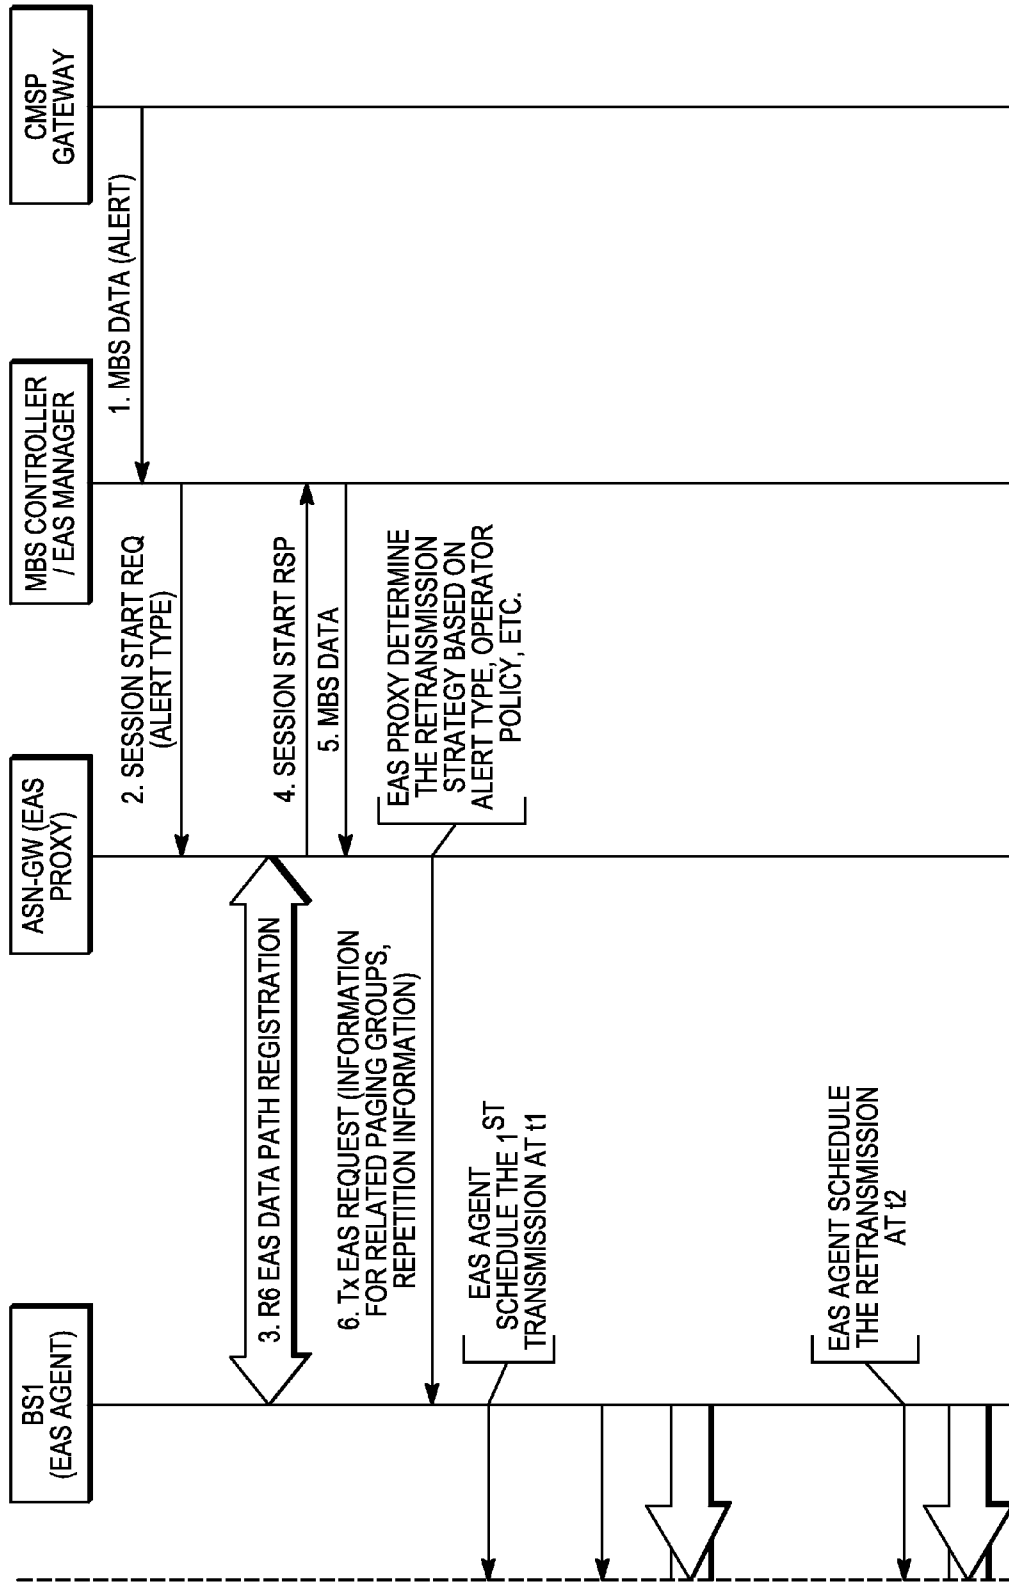 BS1
(EAS AGENT)
ASN-GW (EAS
PROXY)
MBS CONTROLLER
/ EAS MANAGER
CMSP
GATEWAY
1. MBS DATA (ALERT)
2. SESSION START REQ
(ALERT TYPE)
3. R6 EAS DATA PATH REGISTRATION
4. SESSION START RSP
5. MBS DATA
6. Tx EAS REQUEST (INFORMATION
FOR RELATED PAGING GROUPS,
REPETITION INFORMATION)
EAS PROXY DETERMINE
THE RETRANSMISSION
STRATEGY BASED ON
ALERT TYPE, OPERATOR
POLICY, ETC.
EAS AGENT
SCHEDULE THE 1ST
TRANSMISSION AT t1
EAS AGENT SCHEDULE
THE RETRANSMISSION
AT t2